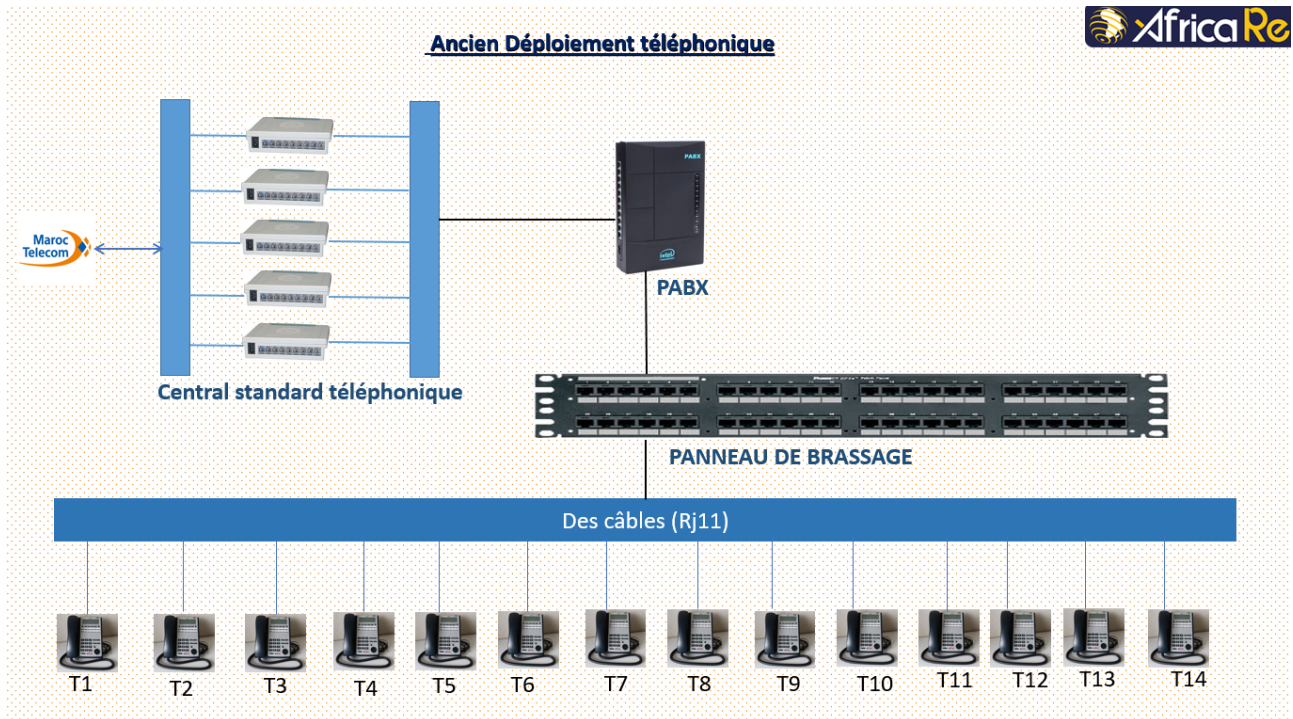 Ancien Déploiement téléphonique
AfricaRe
Maroc
Telecom
PABX
intel
PABX
Central standard téléphonique
PANNEAU DE BRASSAGE
Des câbles (Rj11)
T1 T2 T3 T4 T5 T6 T7 T8 T9 T10 T11 T12 T13 T14